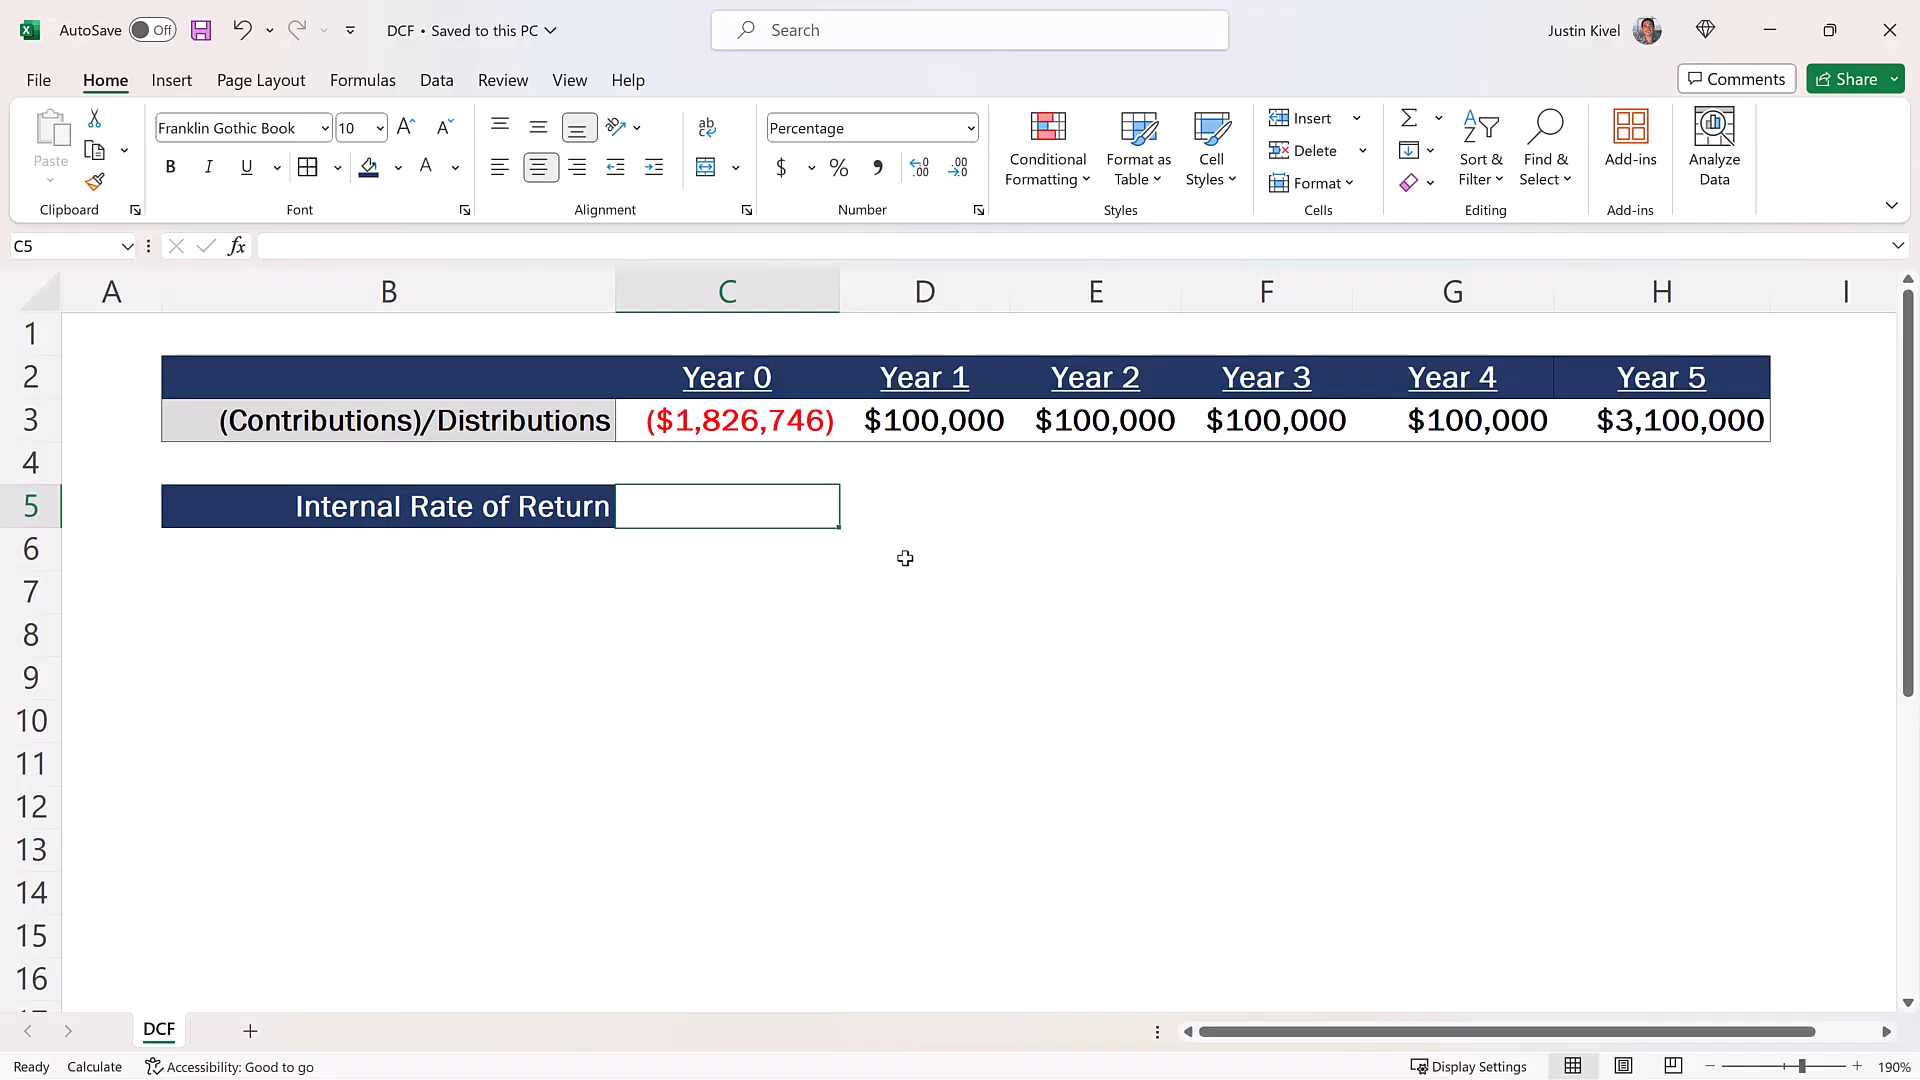 AutoSave Off DCF • Saved to this PC Search Justin Kivel
File Home Insert Page Layout Formulas Data Review View Help Comments Share
Paste
Clipboard
Franklin Gothic Book 10
B I U A
Font
ab
Alignment
Percentage
$ % 9 .00 .00
Number
Conditional Formatting
Format as Table
Cell Styles
Styles
Insert
Delete
Format
Cells
Sort & Filter
Find & Select
Editing
Add-ins
Add-ins
Analyze Data
C5 fx
A B C D E F G H I
1
2 Year 0 Year 1 Year 2 Year 3 Year 4 Year 5
3 (Contributions)/Distributions ($1,826,746) $100,000 $100,000 $100,000 $100,000 $3,100,000
4
5 Internal Rate of Return
6
7
8
9
10
11
12
13
14
15
16
DCF
Ready Calculate Accessibility: Good to go Display Settings 190%